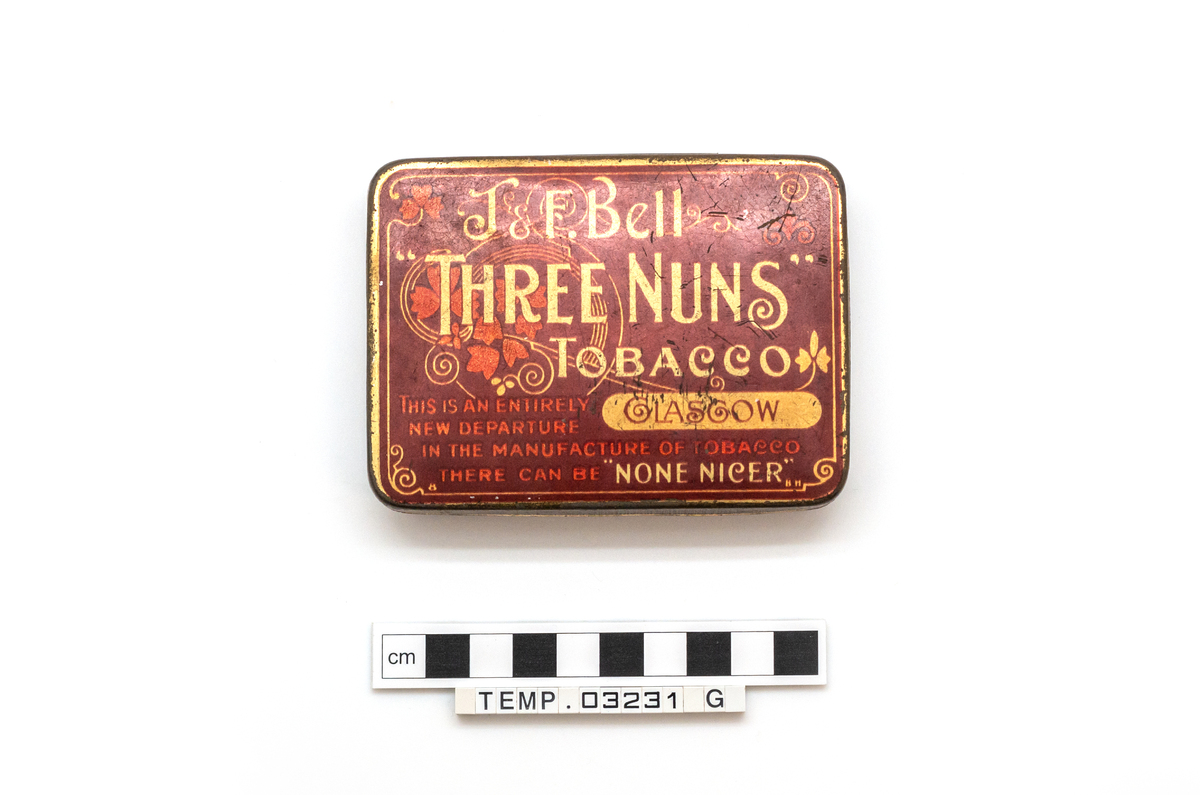 J & F. Bell
"THREE NUNS"
TOBACCO
THIS IS AN ENTIRELY GLASGOW
NEW DEPARTURE
IN THE MANUFACTURE OF TOBACCO
THERE CAN BE "NONE NICER"
cm
TEMP.03231 G